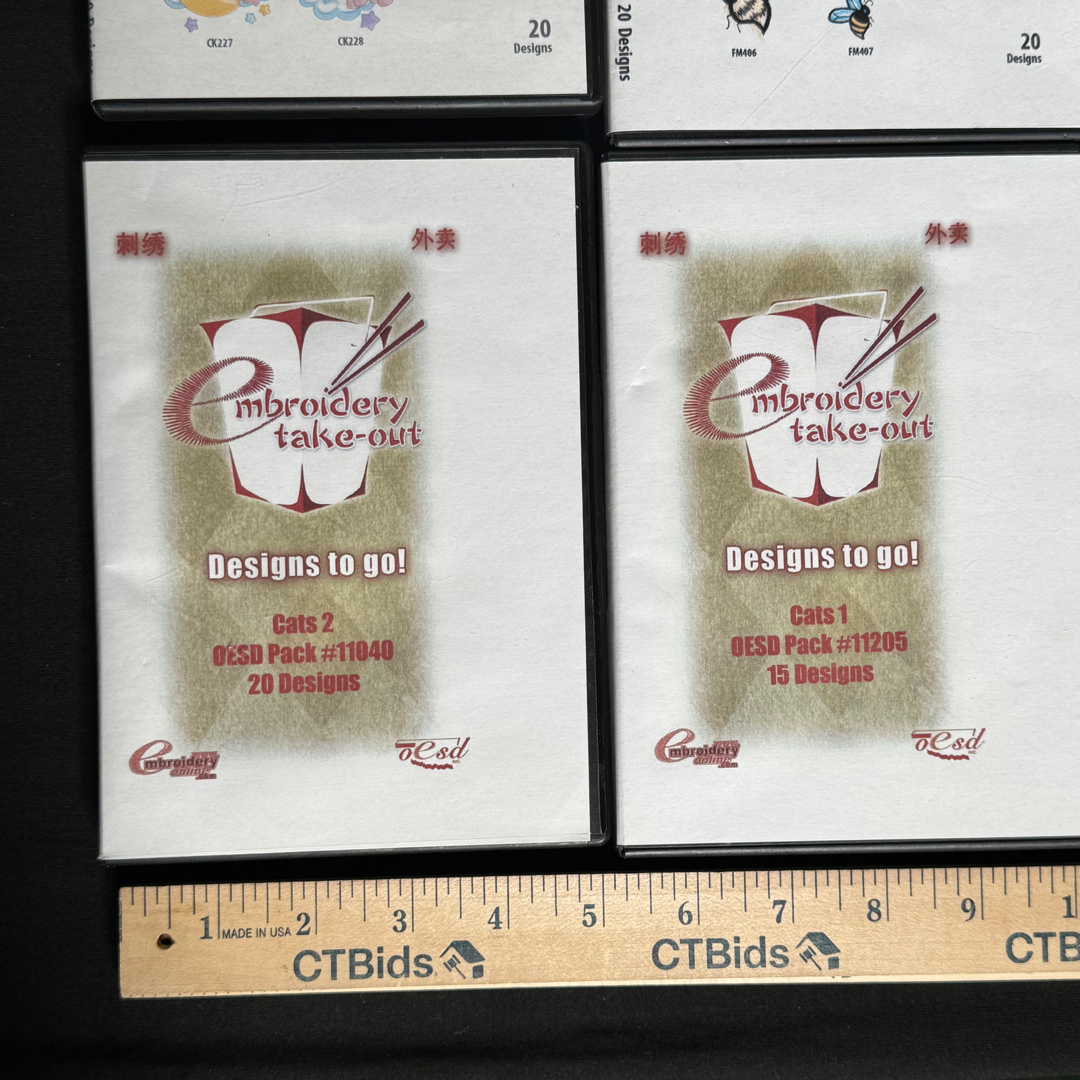 CK227
CK228
20
Designs
20 Designs
FM406
FM407
20
Designs
刺绣
外卖
embroidery
take-out
Designs to go!
Cats 2
OESD Pack #11040
20 Designs
embroidery
online.com
oesd
刺绣
外卖
embroidery
take-out
Designs to go!
Cats 1
OESD Pack #11205
15 Designs
embroidery
online.com
oesd
1 MADE IN USA 2 3 4 5 6 7 8 9 1
CTBids
CTBids
CTB